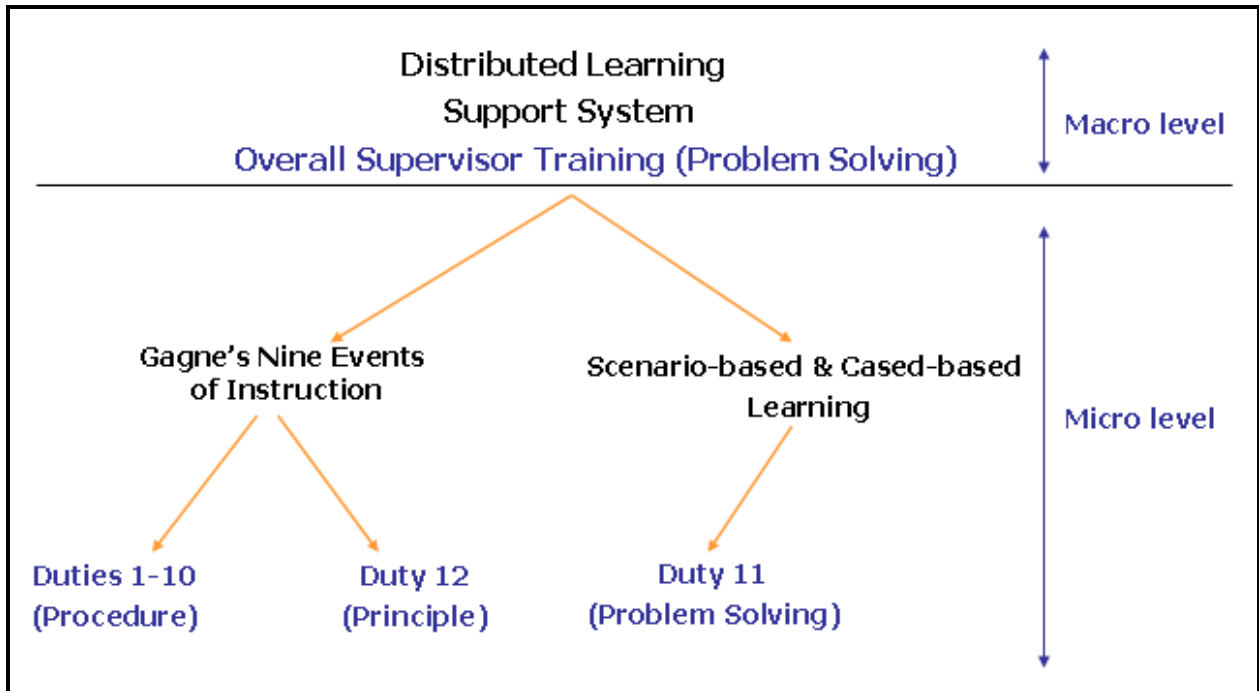 Distributed Learning
Support System
Overall Supervisor Training (Problem Solving)
Macro level
Gagne's Nine Events
of Instruction
Scenario-based & Cased-based
Learning
Micro level
Duties 1-10
(Procedure)
Duty 12
(Principle)
Duty 11
(Problem Solving)